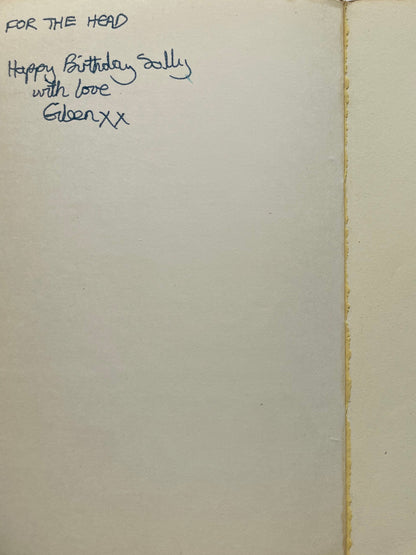 FOR THE HEAD
Happy Birthday Sally
with love
Eileen xx